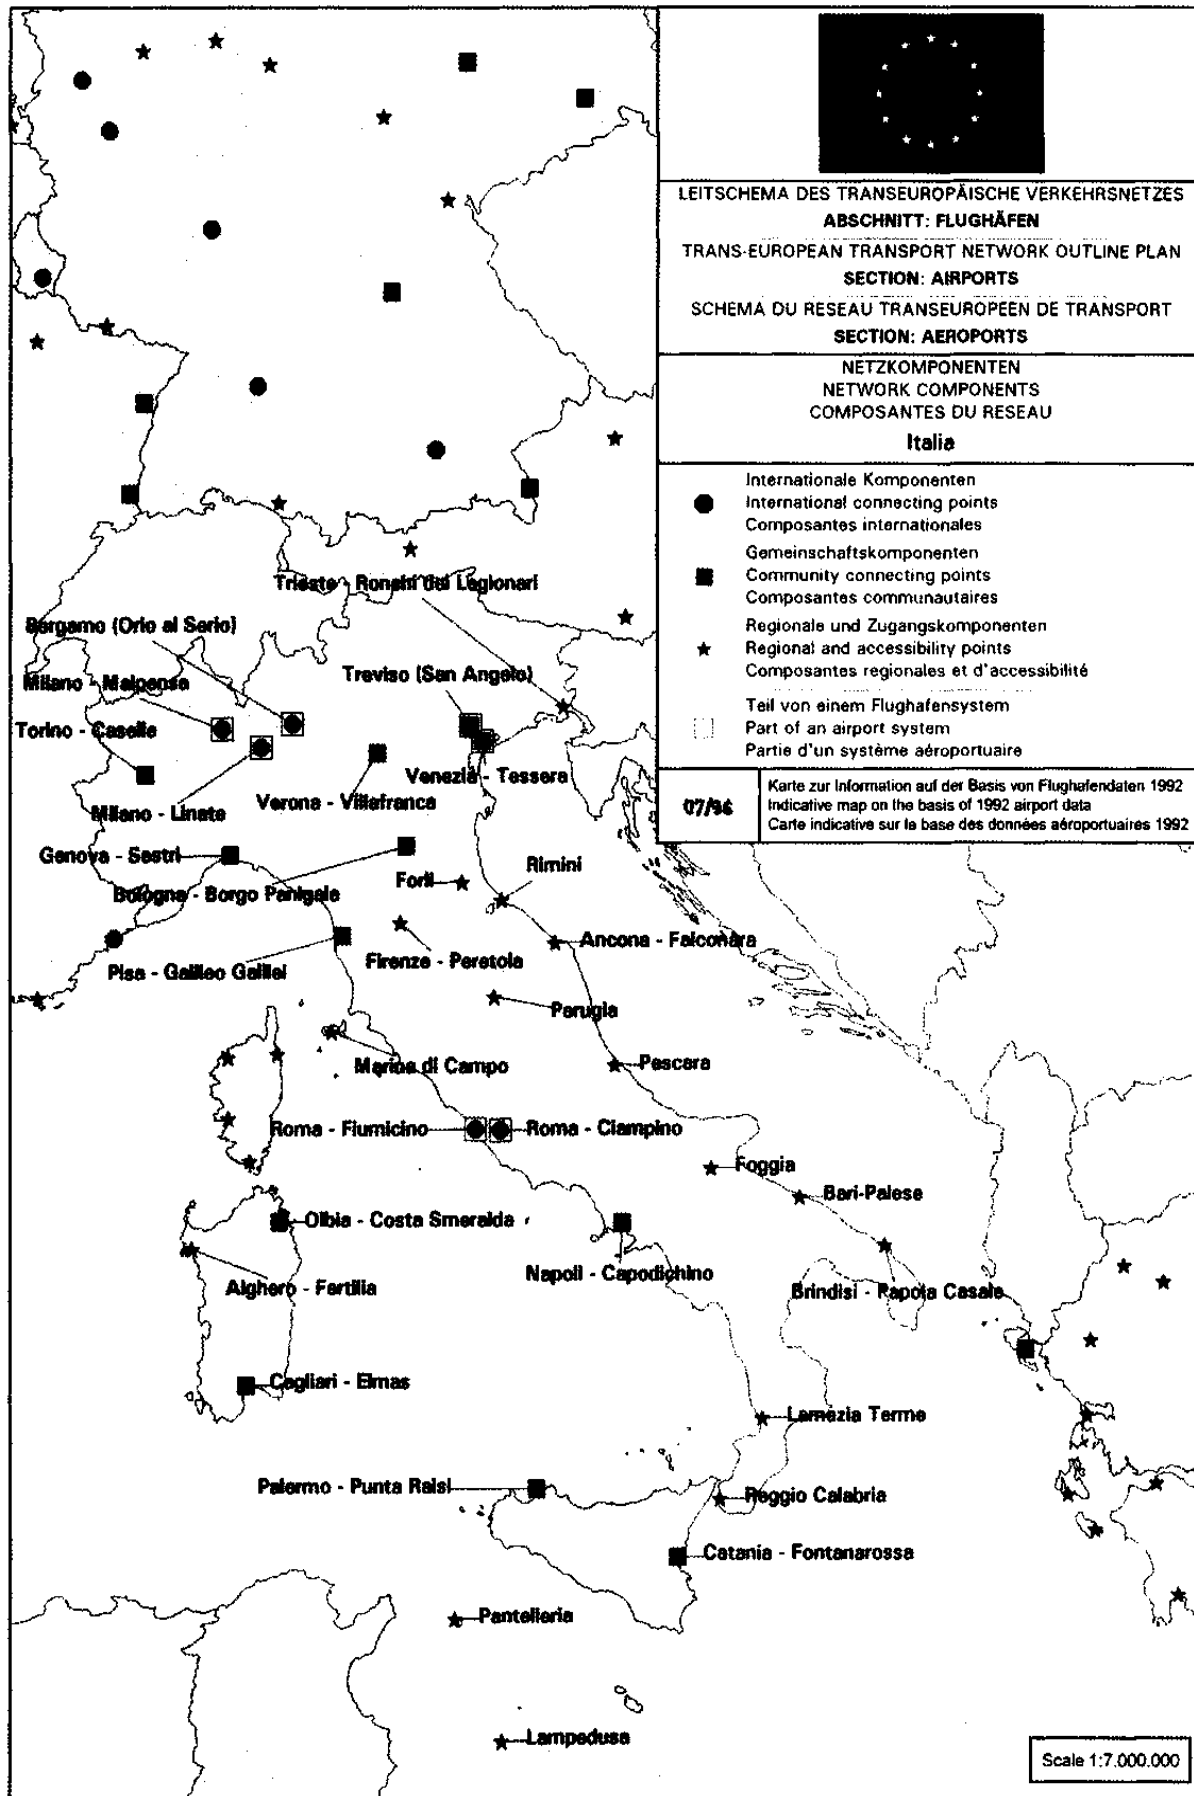 LEITSCHEMA DES TRANSEUROPÄISCHE VERKEHRSNETZES
ABSCHNITT: FLUGHÄFEN
TRANS-EUROPEAN TRANSPORT NETWORK OUTLINE PLAN
SECTION: AIRPORTS
SCHEMA DU RESEAU TRANSEUROPEEN DE TRANSPORT
SECTION: AEROPORTS
NETZKOMPONENTEN
NETWORK COMPONENTS
COMPOSANTES DU RESEAU
Italia
Internationale Komponenten
International connecting points
Composantes internationales
Gemeinschaftskomponenten
Community connecting points
Composantes communautaires
Regionale und Zugangskomponenten
Regional and accessibility points
Composantes regionales et d'accessibilité
Teil von einem Flughafensystem
Part of an airport system
Partie d'un système aéroportuaire
07/96
Karte zur Information auf der Basis von Flughafendaten 1992
Indicative map on the basis of 1992 airport data
Carte indicative sur la base des données aéroportuaires 1992
Trieste - Ronchi dei Legionari
Bergamo (Orio al Serio)
Treviso (San Angelo)
Milano - Malpensa
Torino - Caselle
Venezia - Tessera
Verona - Villafranca
Milano - Linate
Genova - Sestri
Rimini
Forli
Bologna - Borgo Panigale
Ancona - Falconara
Firenze - Peretola
Pisa - Galileo Galilei
Perugia
Pescara
Marina di Campo
Roma - Fiumicino
Roma - Ciampino
Foggia
Bari-Palese
Olbia - Costa Smeralda
Napoli - Capodichino
Alghero - Fertilia
Brindisi - Papola Casale
Cagliari - Elmas
Lamezia Terme
Palermo - Punta Raisi
Reggio Calabria
Catania - Fontanarossa
Pantelleria
Lampedusa
Scale 1:7.000.000